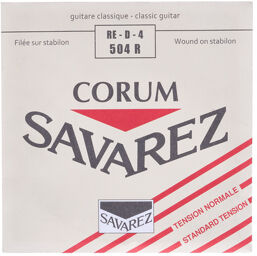 guitare classique - classic guitar
RE - D - 4
504 R
Filée sur stabilon
Wound on stabilon
CORUM
SAVAREZ
SAVAREZ
TENSION NORMALE
STANDARD TENSION